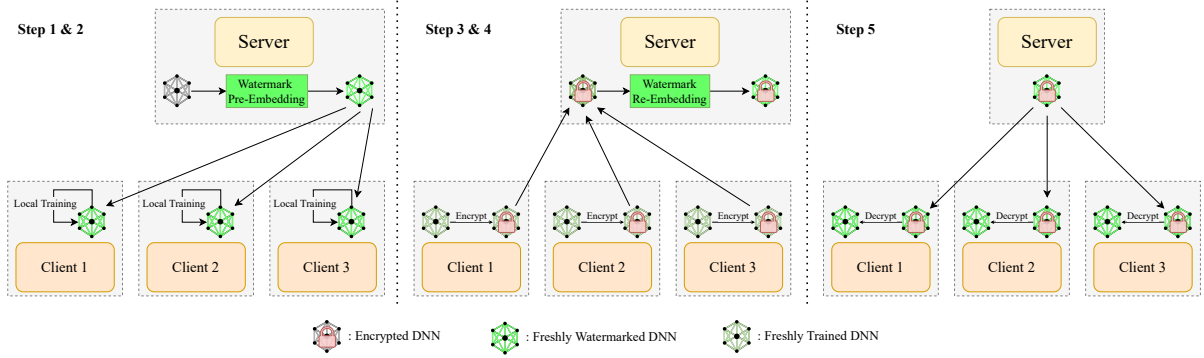 Step 1 & 2
Server
Watermark
Pre-Embedding
Local Training
Local Training
Local Training
Client 1
Client 2
Client 3
Step 3 & 4
Server
Watermark
Re-Embedding
Encrypt
Encrypt
Encrypt
Client 1
Client 2
Client 3
Step 5
Server
Decrypt
Decrypt
Decrypt
Client 1
Client 2
Client 3
: Encrypted DNN
: Freshly Watermarked DNN
: Freshly Trained DNN